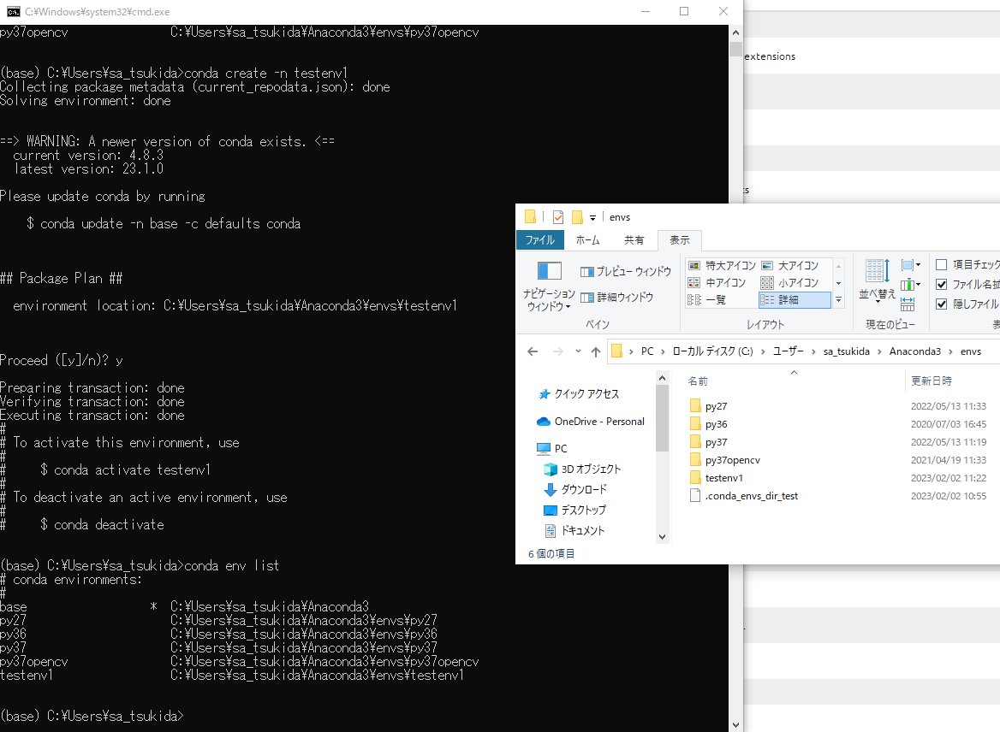 C:¥Windows¥system32¥cmd.exe
py37opencv C:¥Users¥sa_tsukida¥Anaconda3¥envs¥py37opencv
(base) C:¥Users¥sa_tsukida>conda create -n testenv1
Collecting package metadata (current_repodata.json): done
Solving environment: done
==> WARNING: A newer version of conda exists. <==
current version: 4.8.3
latest version: 23.1.0
Please update conda by running
$ conda update -n base -c defaults conda
## Package Plan ##
environment location: C:¥Users¥sa_tsukida¥Anaconda3¥envs¥testenv1
Proceed ([y]/n)? y
Preparing transaction: done
Verifying transaction: done
Executing transaction: done
#
# To activate this environment, use
#
# $ conda activate testenv1
#
# To deactivate an active environment, use
#
# $ conda deactivate
(base) C:¥Users¥sa_tsukida>conda env list
# conda environments:
#
base * C:¥Users¥sa_tsukida¥Anaconda3
py27 C:¥Users¥sa_tsukida¥Anaconda3¥envs¥py27
py36 C:¥Users¥sa_tsukida¥Anaconda3¥envs¥py36
py37 C:¥Users¥sa_tsukida¥Anaconda3¥envs¥py37
py37opencv C:¥Users¥sa_tsukida¥Anaconda3¥envs¥py37opencv
testenv1 C:¥Users¥sa_tsukida¥Anaconda3¥envs¥testenv1
(base) C:¥Users¥sa_tsukida>
extensions
ts
envs
ファイル ホーム 共有 表示
ナビゲーション
ウィンドウ
プレビュー ウィンドウ
詳細ウィンドウ
ペイン
特大アイコン 大アイコン
中アイコン 小アイコン
一覧 詳細
レイアウト
並べ替え
現在のビュー
項目チェック
ファイル名拡
隠しファイル
表
PC > ローカル ディスク (C:) > ユーザー > sa_tsukida > Anaconda3 > envs
クイック アクセス
OneDrive - Personal
PC
3D オブジェクト
ダウンロード
デスクトップ
ドキュメント
名前 更新日時
py27 2022/05/13 11:33
py36 2020/07/03 16:45
py37 2022/05/13 11:19
py37opencv 2021/04/19 11:33
testenv1 2023/02/02 11:22
.conda_envs_dir_test 2023/02/02 10:55
6 個の項目